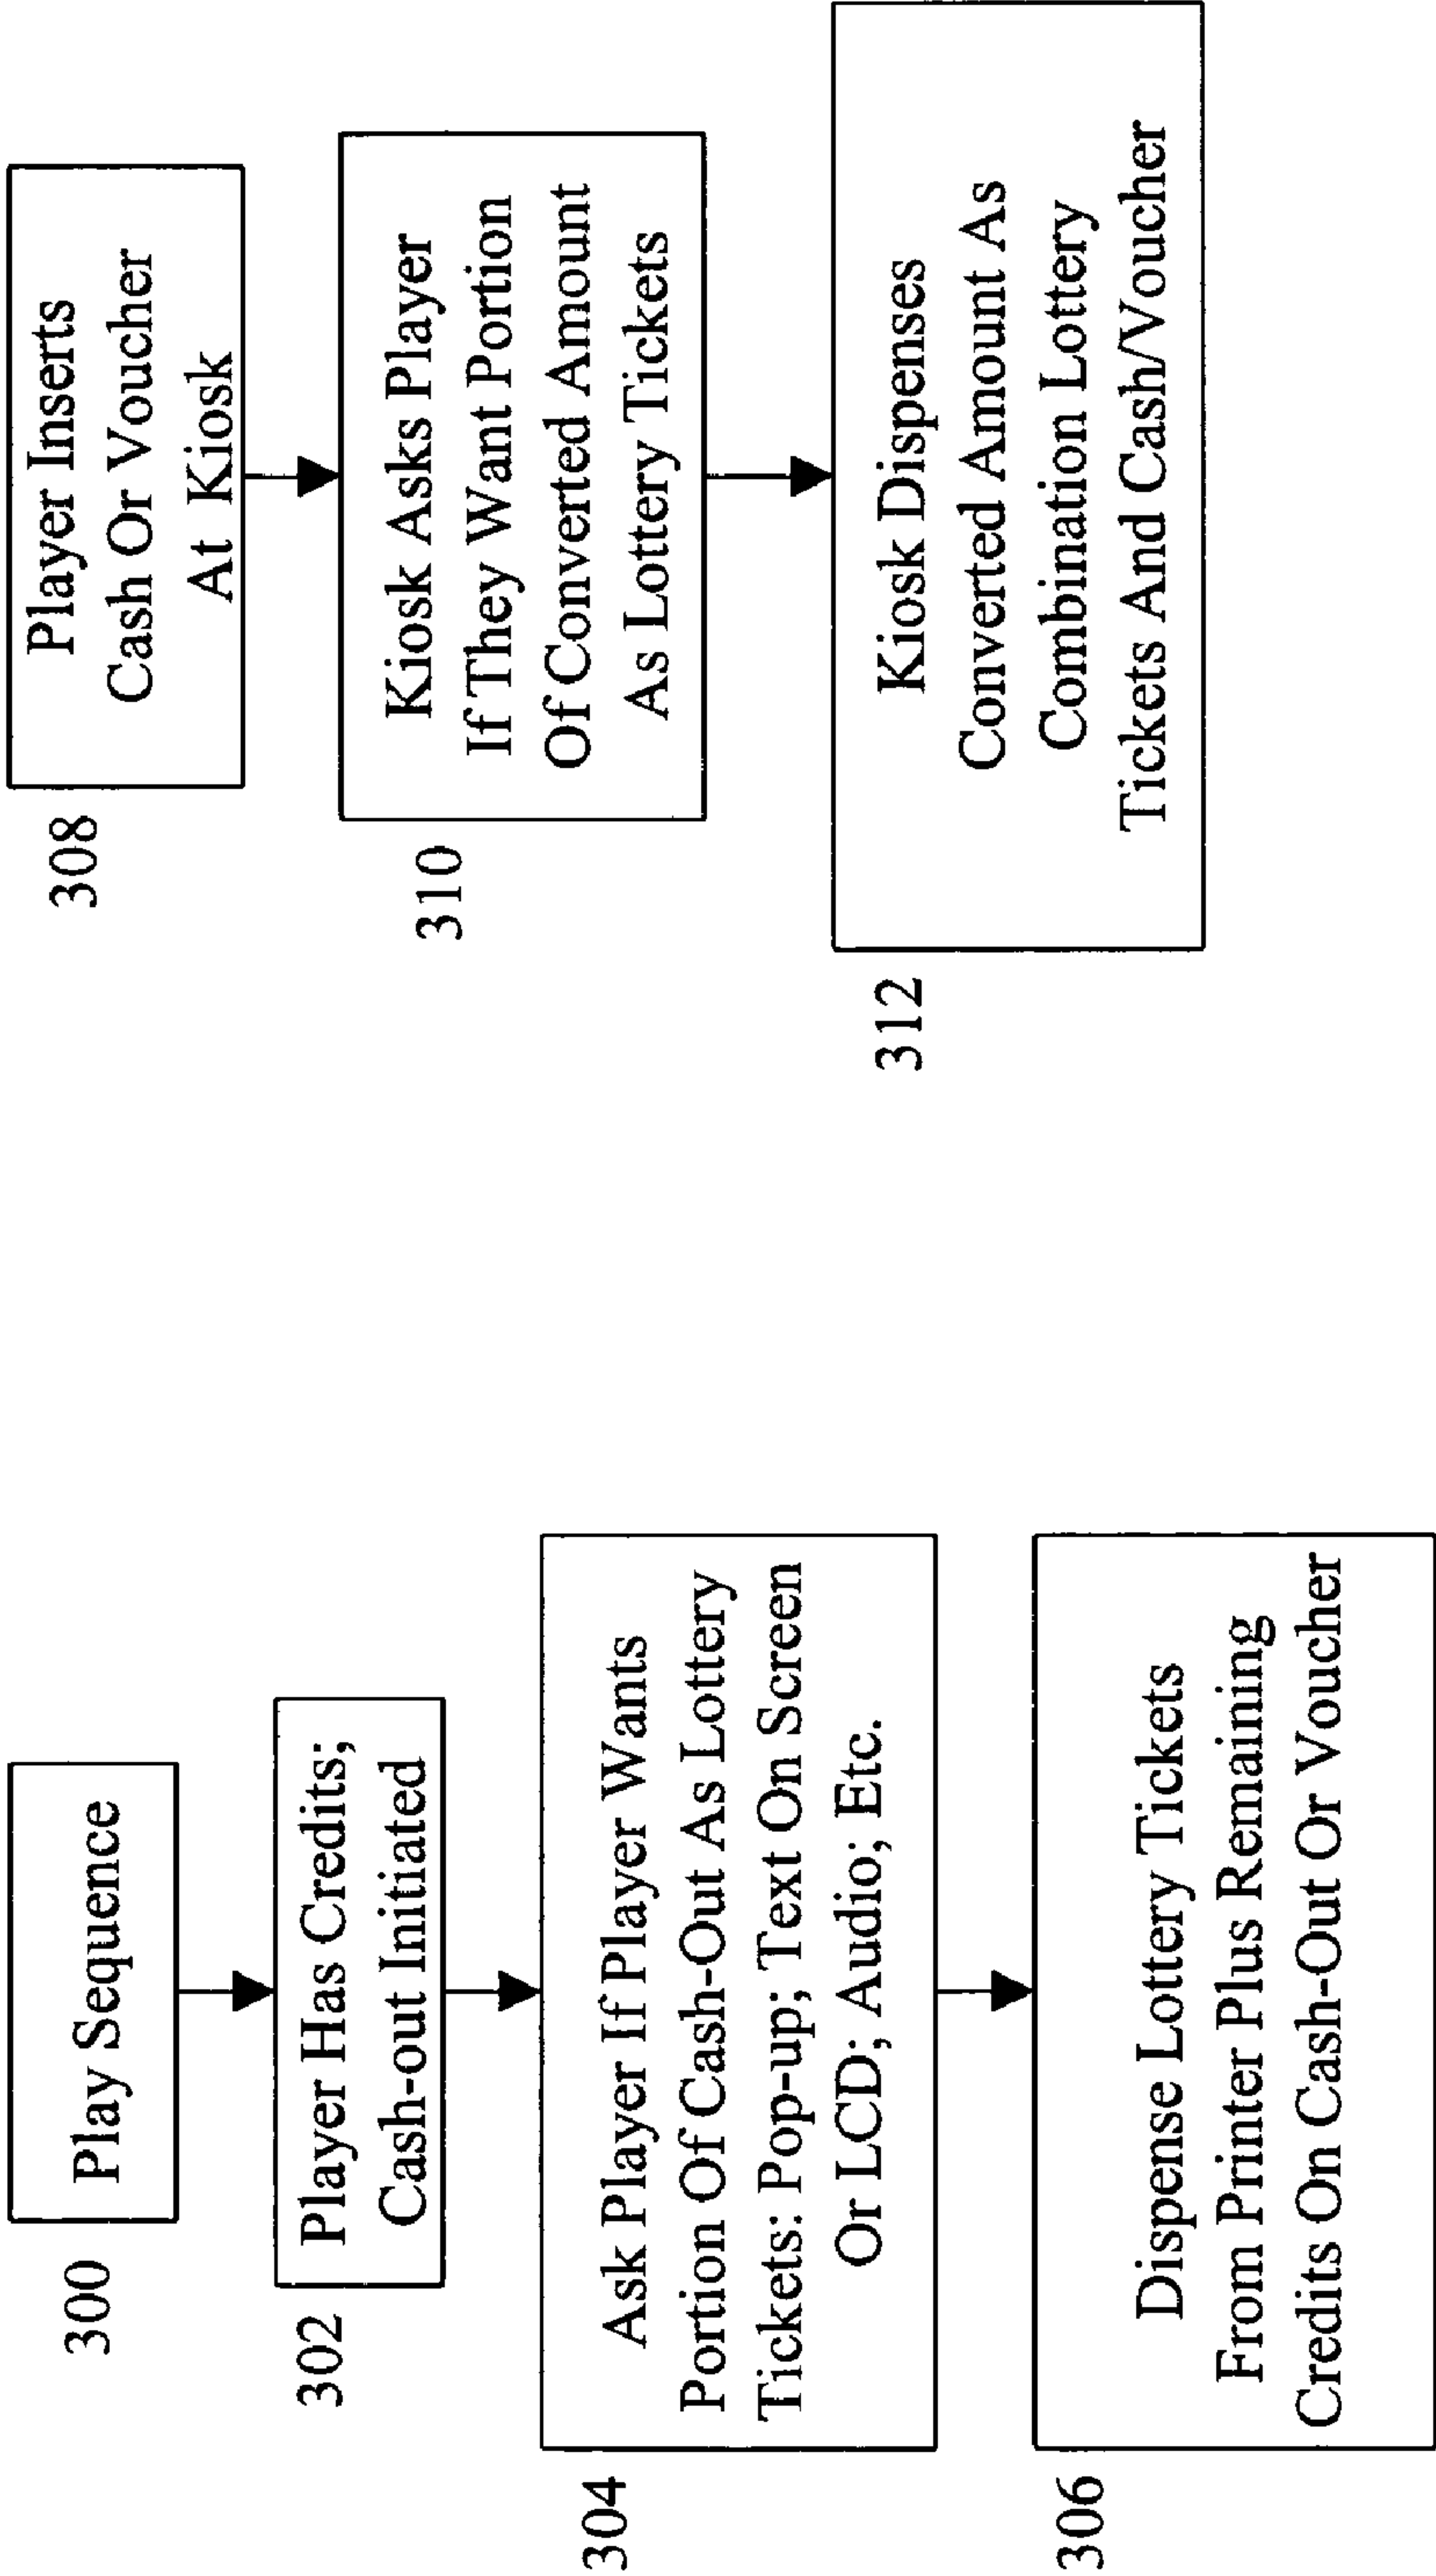 300
Play Sequence
302
Player Has Credits;
Cash-out Initiated
304
Ask Player If Player Wants
Portion Of Cash-Out As Lottery
Tickets: Pop-up; Text On Screen
Or LCD; Audio; Etc.
306
Dispense Lottery Tickets
From Printer Plus Remaining
Credits On Cash-Out Or Voucher
308
Player Inserts
Cash Or Voucher
At Kiosk
310
Kiosk Asks Player
If They Want Portion
Of Converted Amount
As Lottery Tickets
312
Kiosk Dispenses
Converted Amount As
Combination Lottery
Tickets And Cash/Voucher